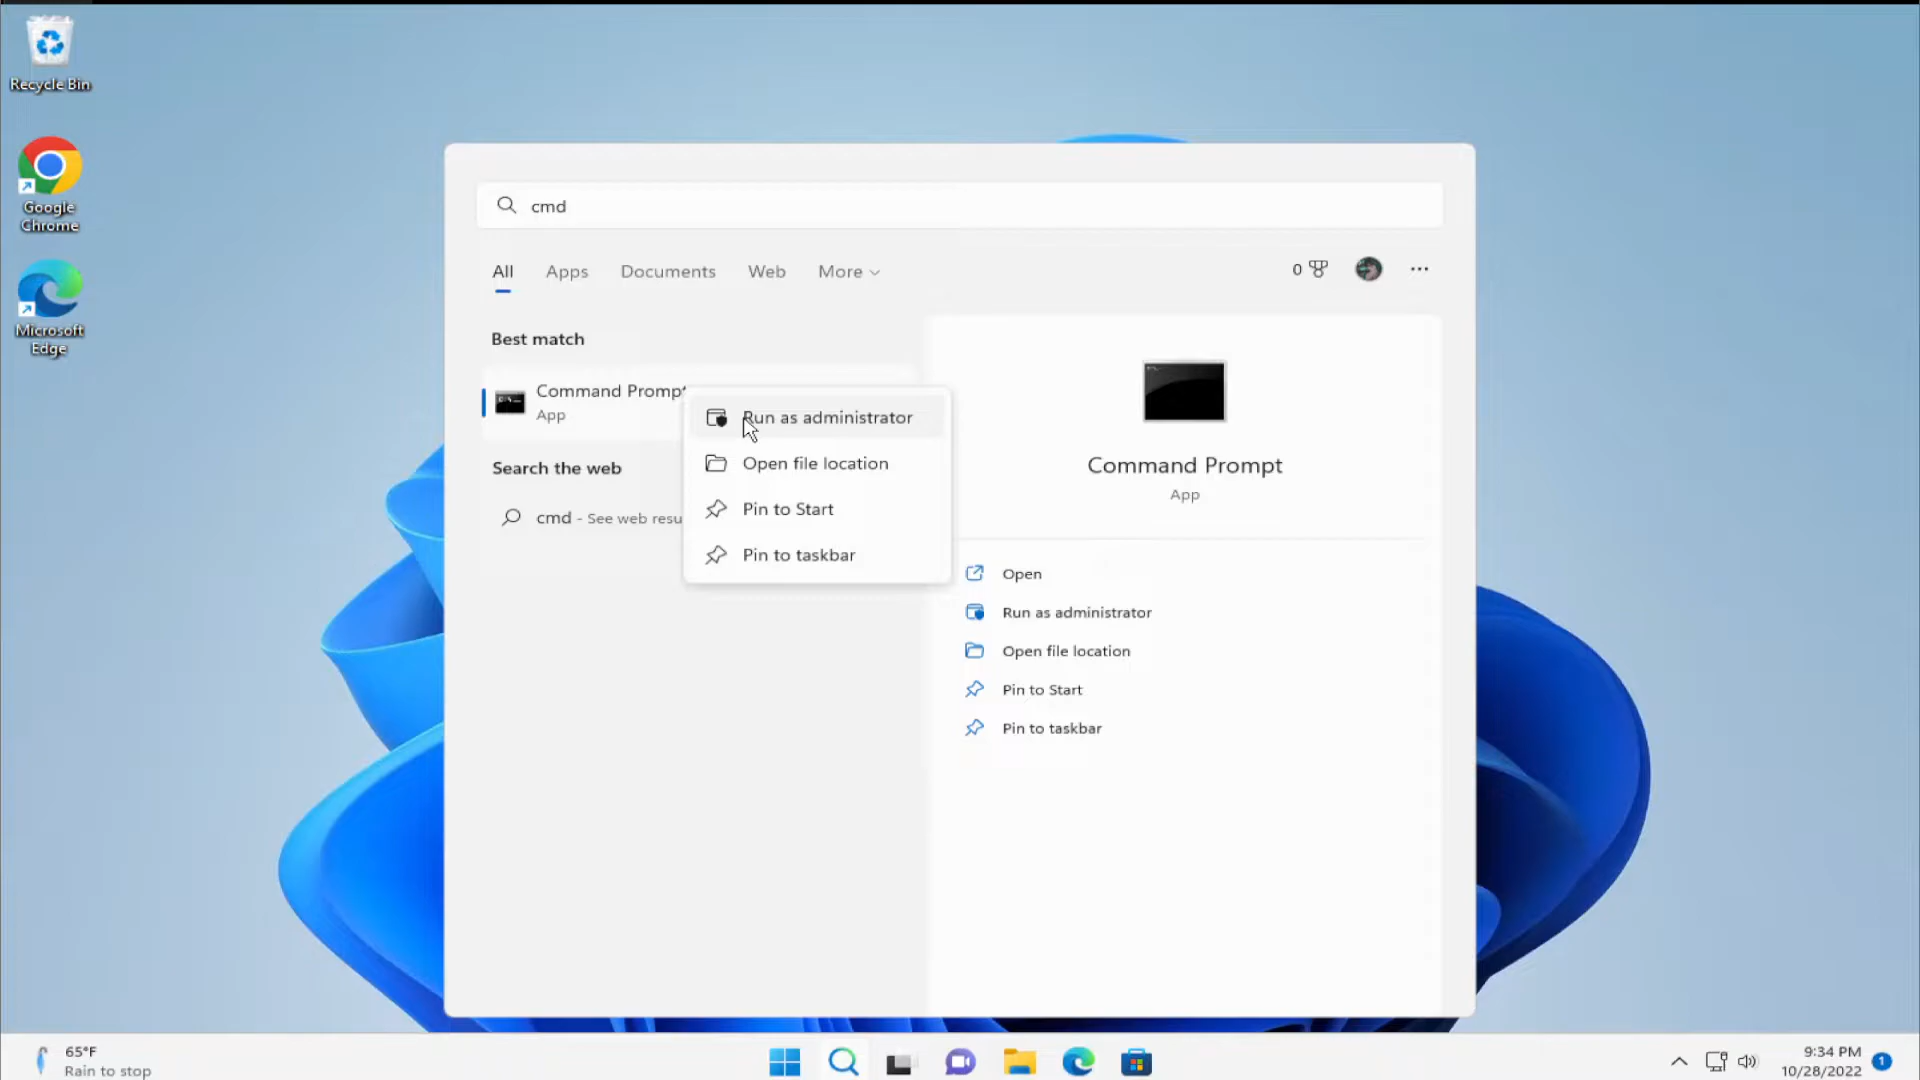 Recycle Bin
Google
Chrome
Microsoft
Edge
cmd
All Apps Documents Web More
0
Best match
Command Prompt
App
Search the web
cmd - See web resu
Run as administrator
Open file location
Pin to Start
Pin to taskbar
Command Prompt
App
Open
Run as administrator
Open file location
Pin to Start
Pin to taskbar
65°F
Rain to stop
9:34 PM
10/28/2022
1